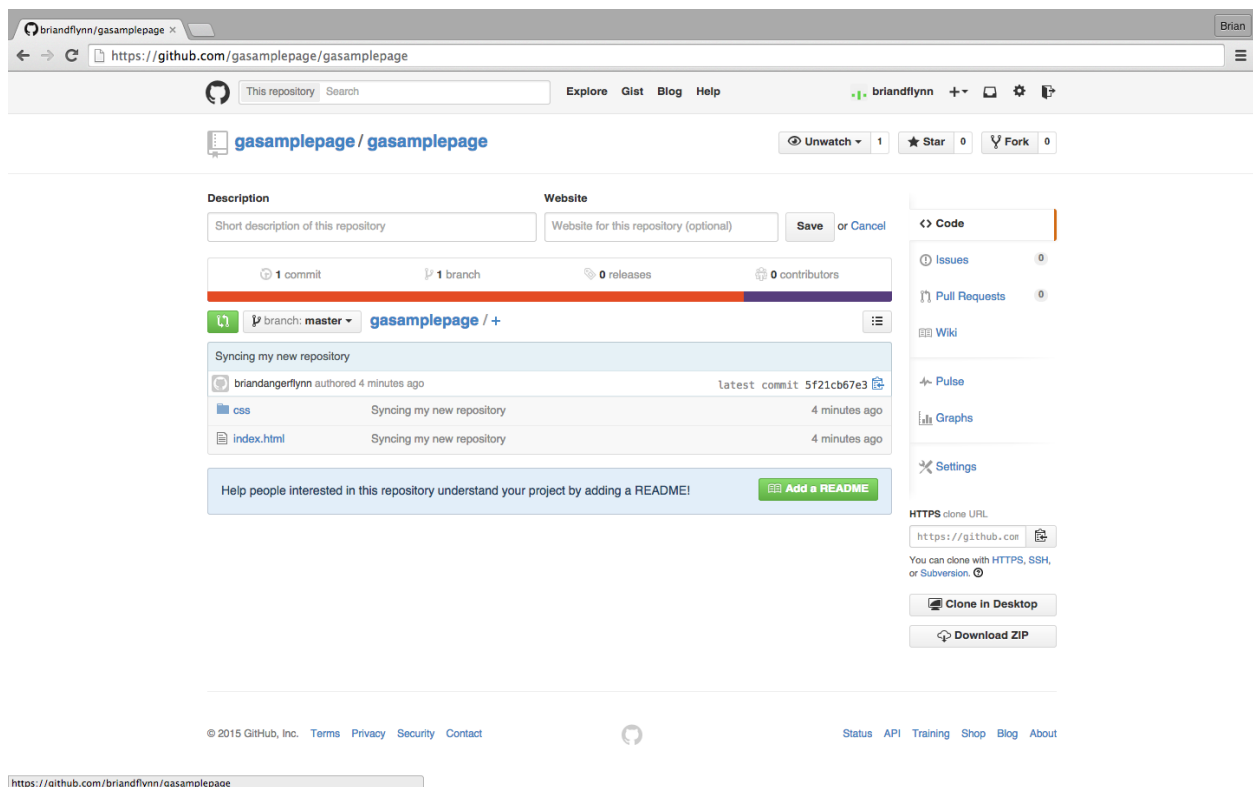 briandflynn/gasamplepage ×
Brian
https://github.com/gasamplepage/gasamplepage
This repository Search Explore Gist Blog Help briandflynn
gasamplepage / gasamplepage
Unwatch 1 Star 0 Fork 0
Description Website
Short description of this repository Website for this repository (optional) Save or Cancel
1 commit 1 branch 0 releases 0 contributors
branch: master gasamplepage / +
Syncing my new repository
briandangerflynn authored 4 minutes ago latest commit 5f21cb67e3
css Syncing my new repository 4 minutes ago
index.html Syncing my new repository 4 minutes ago
Help people interested in this repository understand your project by adding a README! Add a README
Code
Issues 0
Pull Requests 0
Wiki
Pulse
Graphs
Settings
HTTPS clone URL
https://github.com
You can clone with HTTPS, SSH,
or Subversion.
Clone in Desktop
Download ZIP
© 2015 GitHub, Inc. Terms Privacy Security Contact Status API Training Shop Blog About
https://github.com/briandflynn/gasamplepage